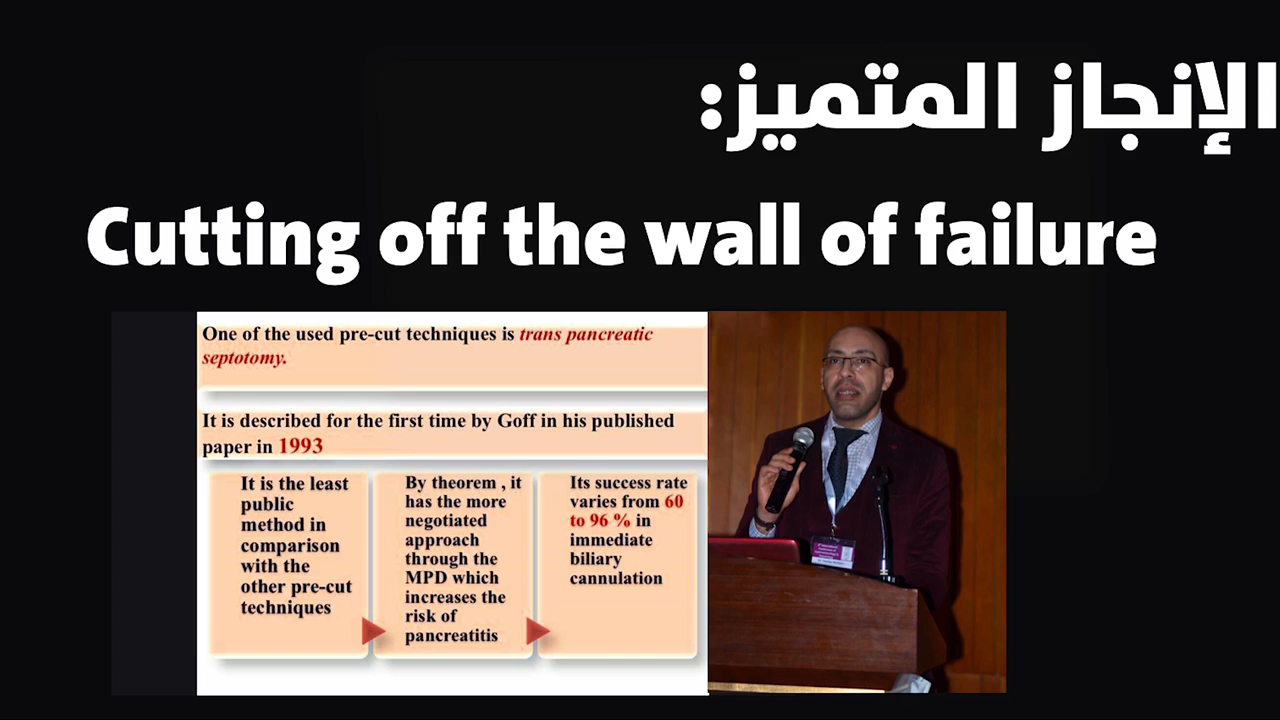 الإنجاز المتميز:
Cutting off the wall of failure
One of the used pre-cut techniques is trans pancreatic
septotomy.
It is described for the first time by Goff in his published
paper in 1993
It is the least
public
method in
comparison
with the
other pre-cut
techniques
By theorem , it
has the more
negotiated
approach
through the
MPD which
increases the
risk of
pancreatitis
Its success rate
varies from 60
to 96 % in
immediate
biliary
cannulation